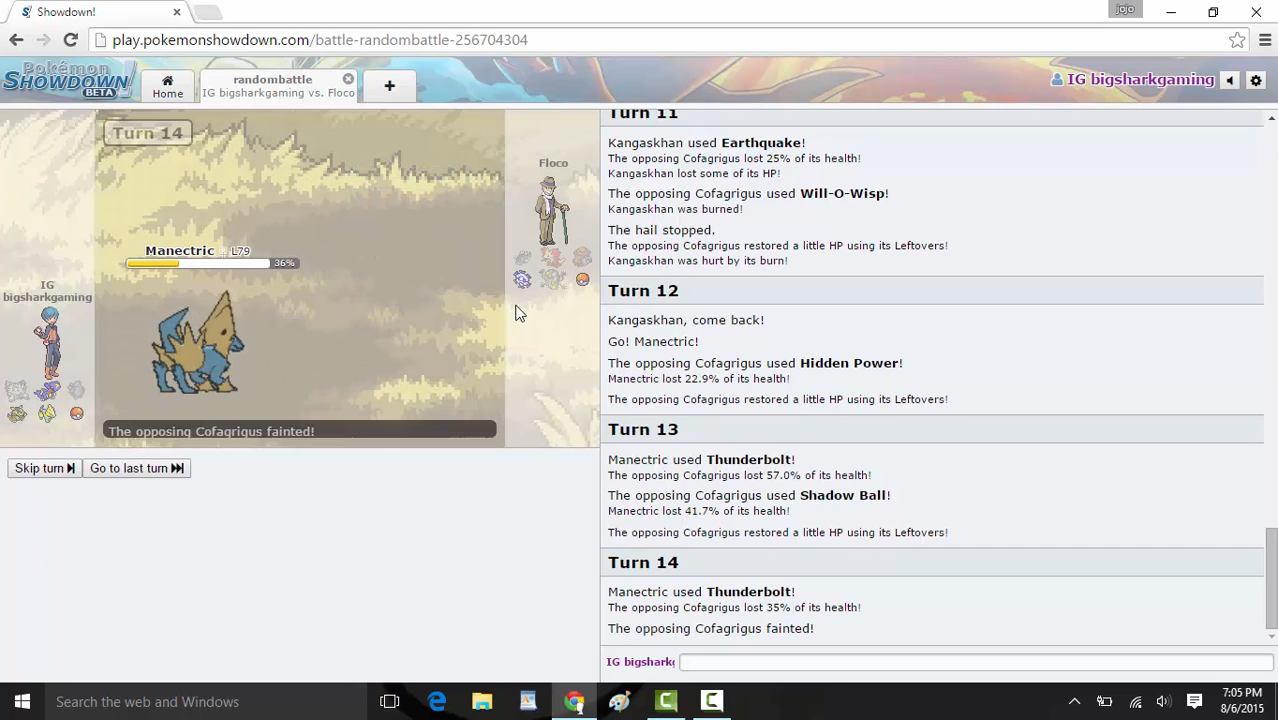 Showdown!
jojo
play.pokemonshowdown.com/battle-randombattle-256704304
Pokémon
SHOWDOWN
BETA
Home
randombattle
IG bigsharkgaming vs. Floco
IG bigsharkgaming
Turn 14
Manectric L79
36%
IG
bigsharkgaming
Floco
The opposing Cofagrigus fainted!
Skip turn
Go to last turn
Turn 11
Kangaskhan used Earthquake!
The opposing Cofagrigus lost 25% of its health!
Kangaskhan lost some of its HP!
The opposing Cofagrigus used Will-O-Wisp!
Kangaskhan was burned!
The hail stopped.
The opposing Cofagrigus restored a little HP using its Leftovers!
Kangaskhan was hurt by its burn!
Turn 12
Kangaskhan, come back!
Go! Manectric!
The opposing Cofagrigus used Hidden Power!
Manectric lost 22.9% of its health!
The opposing Cofagrigus restored a little HP using its Leftovers!
Turn 13
Manectric used Thunderbolt!
The opposing Cofagrigus lost 57.0% of its health!
The opposing Cofagrigus used Shadow Ball!
Manectric lost 41.7% of its health!
The opposing Cofagrigus restored a little HP using its Leftovers!
Turn 14
Manectric used Thunderbolt!
The opposing Cofagrigus lost 35% of its health!
The opposing Cofagrigus fainted!
IG bigshark
Search the web and Windows
7:05 PM
8/6/2015